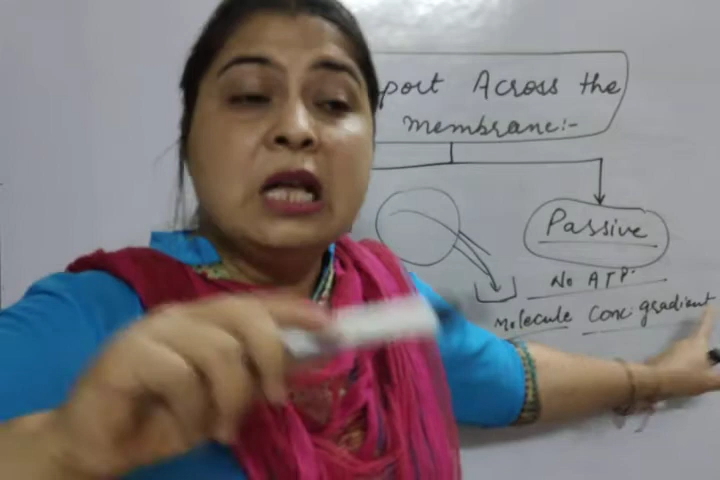 port Across the
membrane:-
Passive
No ATP.
Molecule Conc. gradient